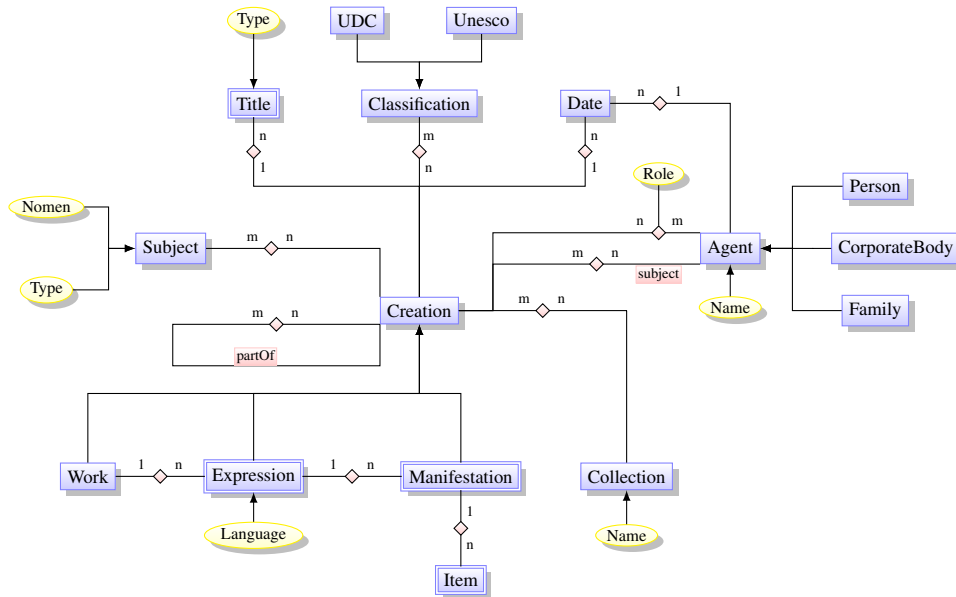 Type
UDC
Unesco
Title
Classification
Date
n
1
n
m
n
1
n
1
Role
Person
Nomen
Subject
m
n
n
m
Agent
CorporateBody
m
n
subject
Type
Name
Family
Creation
m
n
m
n
partOf
Work
1
n
Expression
1
n
Manifestation
Collection
1
n
Language
Name
Item